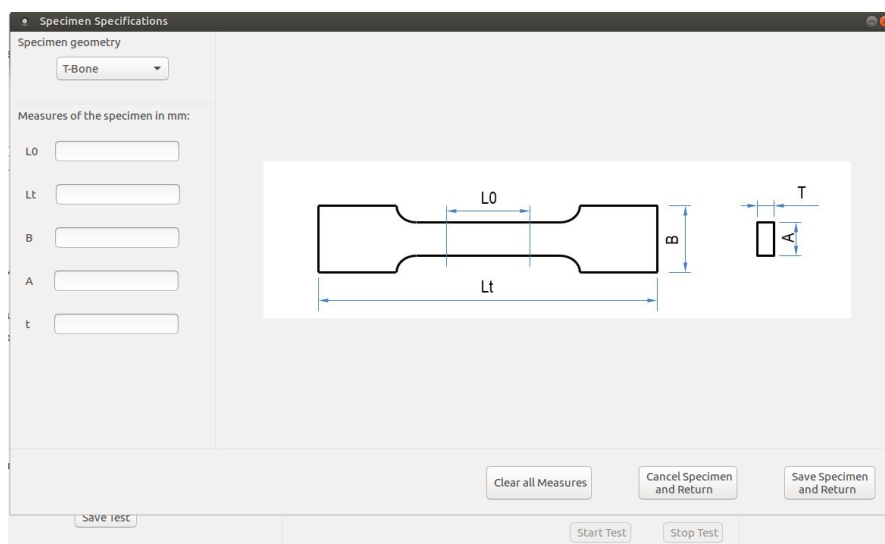 Specimen Specifications
Specimen geometry
T-Bone
Measures of the specimen in mm:
L0
Lt
B
A
t
L0
Lt
B
T
A
Clear all Measures
Cancel Specimen
and Return
Save Specimen
and Return
Save Test
Start Test
Stop Test